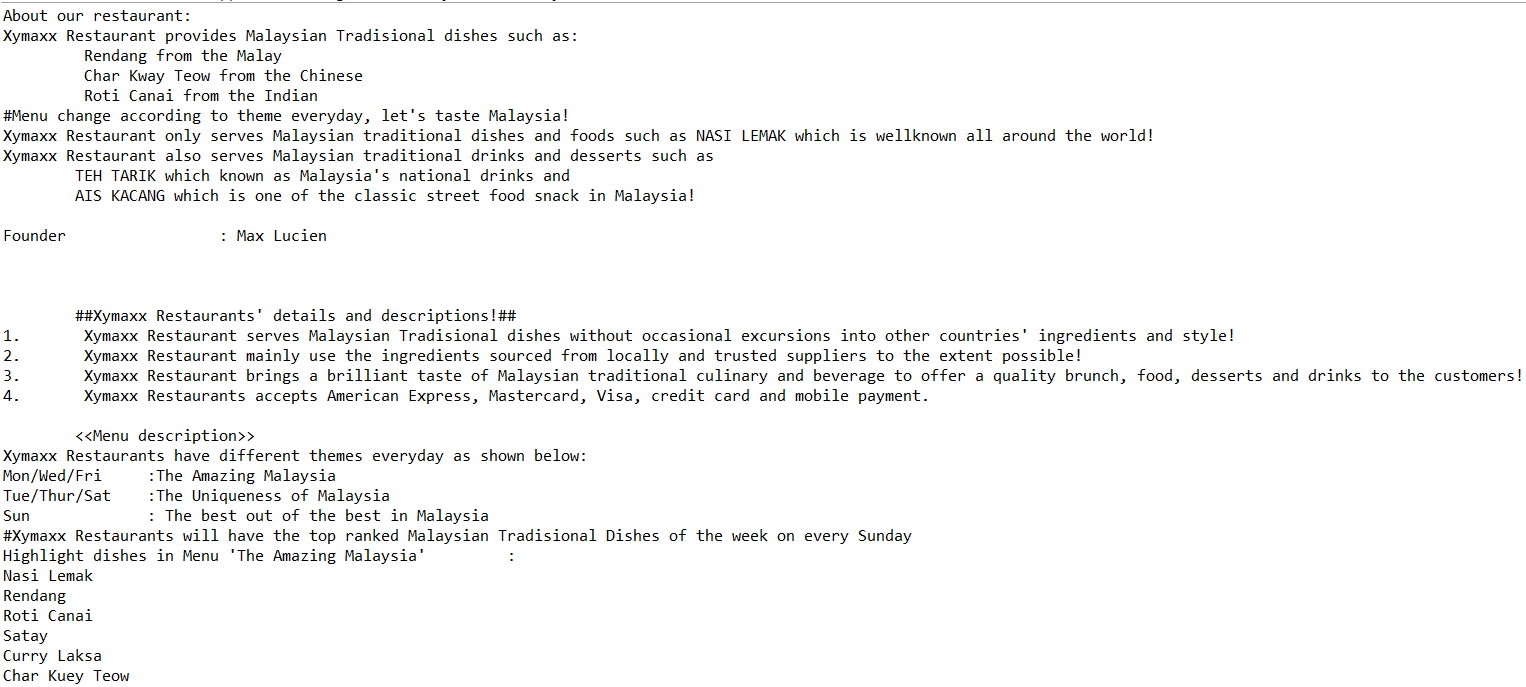 About our restaurant:
Xymaxx Restaurant provides Malaysian Tradisional dishes such as:
Rendang from the Malay
Char Kway Teow from the Chinese
Roti Canai from the Indian
#Menu change according to theme everyday, let's taste Malaysia!
Xymaxx Restaurant only serves Malaysian traditional dishes and foods such as NASI LEMAK which is wellknown all around the world!
Xymaxx Restaurant also serves Malaysian traditional drinks and desserts such as
TEH TARIK which known as Malaysia's national drinks and
AIS KACANG which is one of the classic street food snack in Malaysia!
Founder : Max Lucien
##Xymaxx Restaurants' details and descriptions!##
1. Xymaxx Restaurant serves Malaysian Tradisional dishes without occasional excursions into other countries' ingredients and style!
2. Xymaxx Restaurant mainly use the ingredients sourced from locally and trusted suppliers to the extent possible!
3. Xymaxx Restaurant brings a brilliant taste of Malaysian traditional culinary and beverage to offer a quality brunch, food, desserts and drinks to the customers!
4. Xymaxx Restaurants accepts American Express, Mastercard, Visa, credit card and mobile payment.
<<Menu description>>
Xymaxx Restaurants have different themes everyday as shown below:
Mon/Wed/Fri :The Amazing Malaysia
Tue/Thur/Sat :The Uniqueness of Malaysia
Sun : The best out of the best in Malaysia
#Xymaxx Restaurants will have the top ranked Malaysian Tradisional Dishes of the week on every Sunday
Highlight dishes in Menu 'The Amazing Malaysia' :
Nasi Lemak
Rendang
Roti Canai
Satay
Curry Laksa
Char Kuey Teow